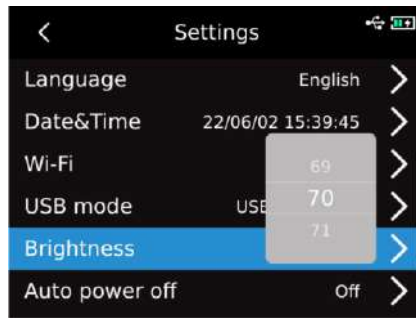 Settings
Language English
Date&Time 22/06/02 15:39:45
Wi-Fi
69
USB mode USB
70
71
Brightness
Auto power off Off